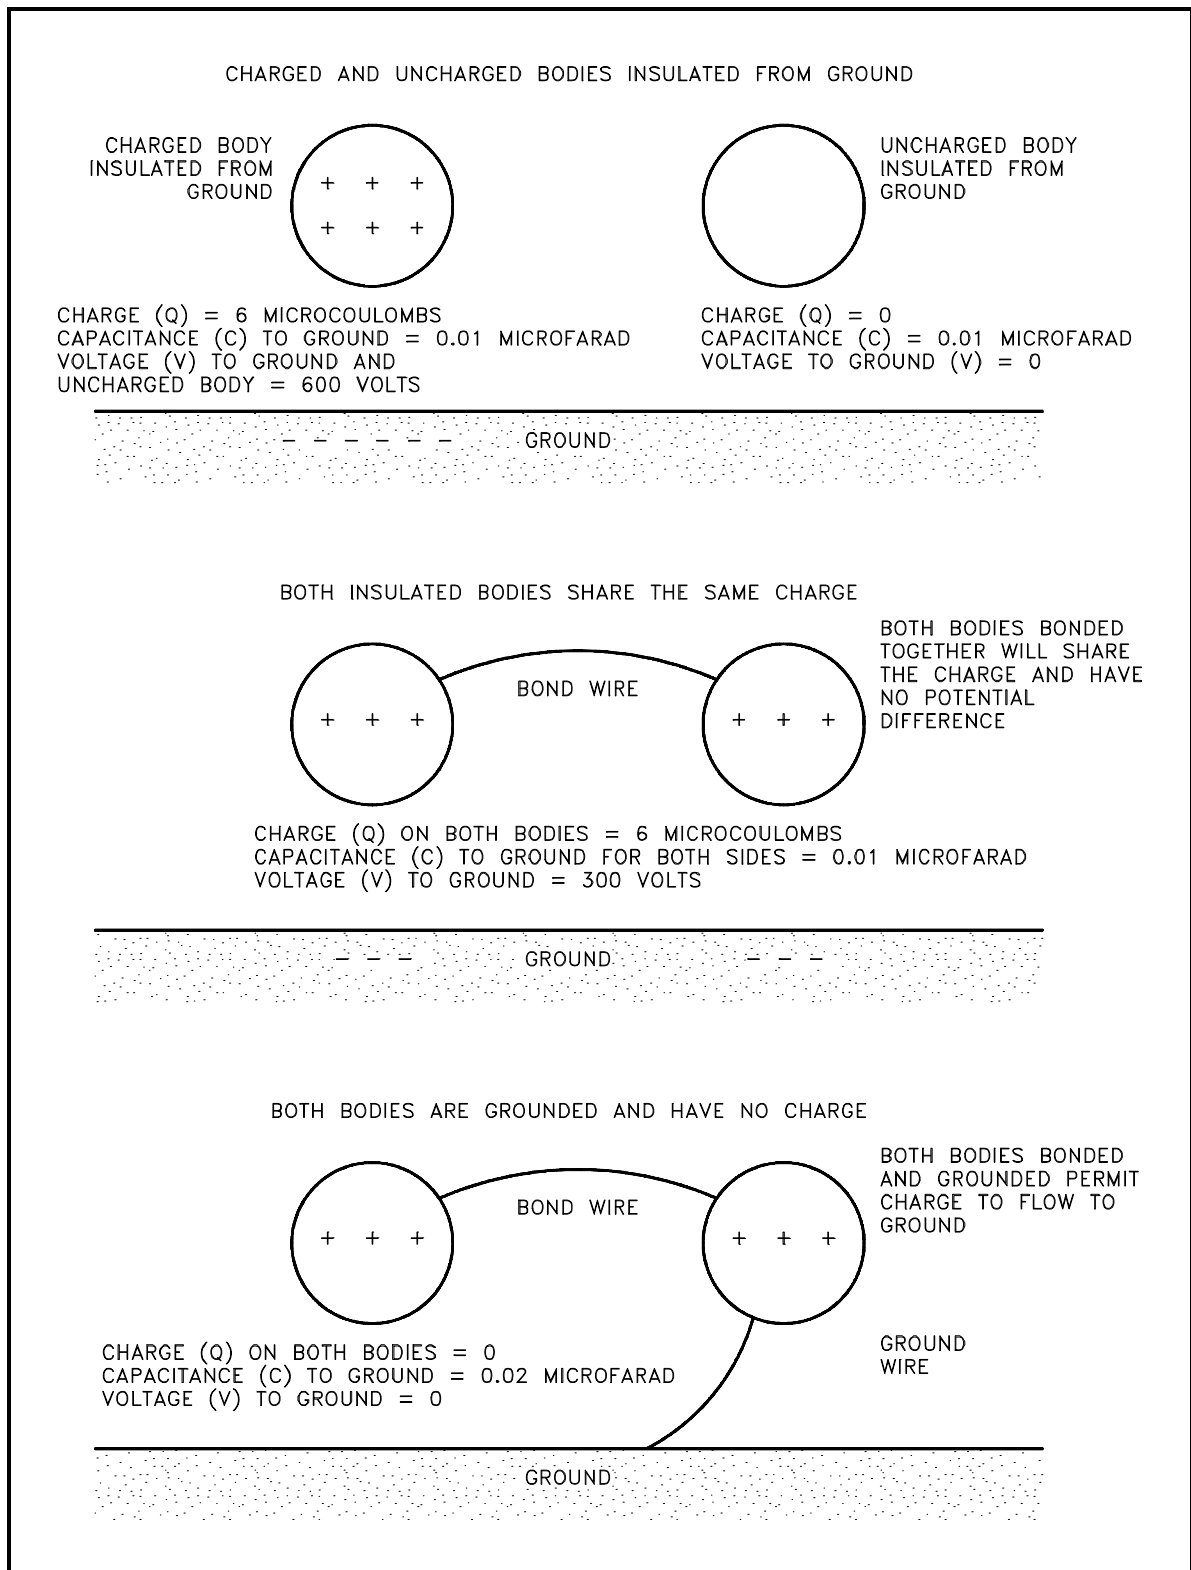 CHARGED AND UNCHARGED BODIES INSULATED FROM GROUND
CHARGED BODY
INSULATED FROM
GROUND
+ + +
+ + +
UNCHARGED BODY
INSULATED FROM
GROUND
CHARGE (Q) = 6 MICROCOULOMBS
CAPACITANCE (C) TO GROUND = 0.01 MICROFARAD
VOLTAGE (V) TO GROUND AND
UNCHARGED BODY = 600 VOLTS
CHARGE (Q) = 0
CAPACITANCE (C) = 0.01 MICROFARAD
VOLTAGE TO GROUND (V) = 0
– – – – – – GROUND
BOTH INSULATED BODIES SHARE THE SAME CHARGE
BOTH BODIES BONDED
TOGETHER WILL SHARE
THE CHARGE AND HAVE
NO POTENTIAL
DIFFERENCE
BOND WIRE
+ + +
+ + +
CHARGE (Q) ON BOTH BODIES = 6 MICROCOULOMBS
CAPACITANCE (C) TO GROUND FOR BOTH SIDES = 0.01 MICROFARAD
VOLTAGE (V) TO GROUND = 300 VOLTS
– – – GROUND – – –
BOTH BODIES ARE GROUNDED AND HAVE NO CHARGE
BOTH BODIES BONDED
AND GROUNDED PERMIT
CHARGE TO FLOW TO
GROUND
BOND WIRE
+ + +
+ + +
GROUND
WIRE
CHARGE (Q) ON BOTH BODIES = 0
CAPACITANCE (C) TO GROUND = 0.02 MICROFARAD
VOLTAGE (V) TO GROUND = 0
GROUND